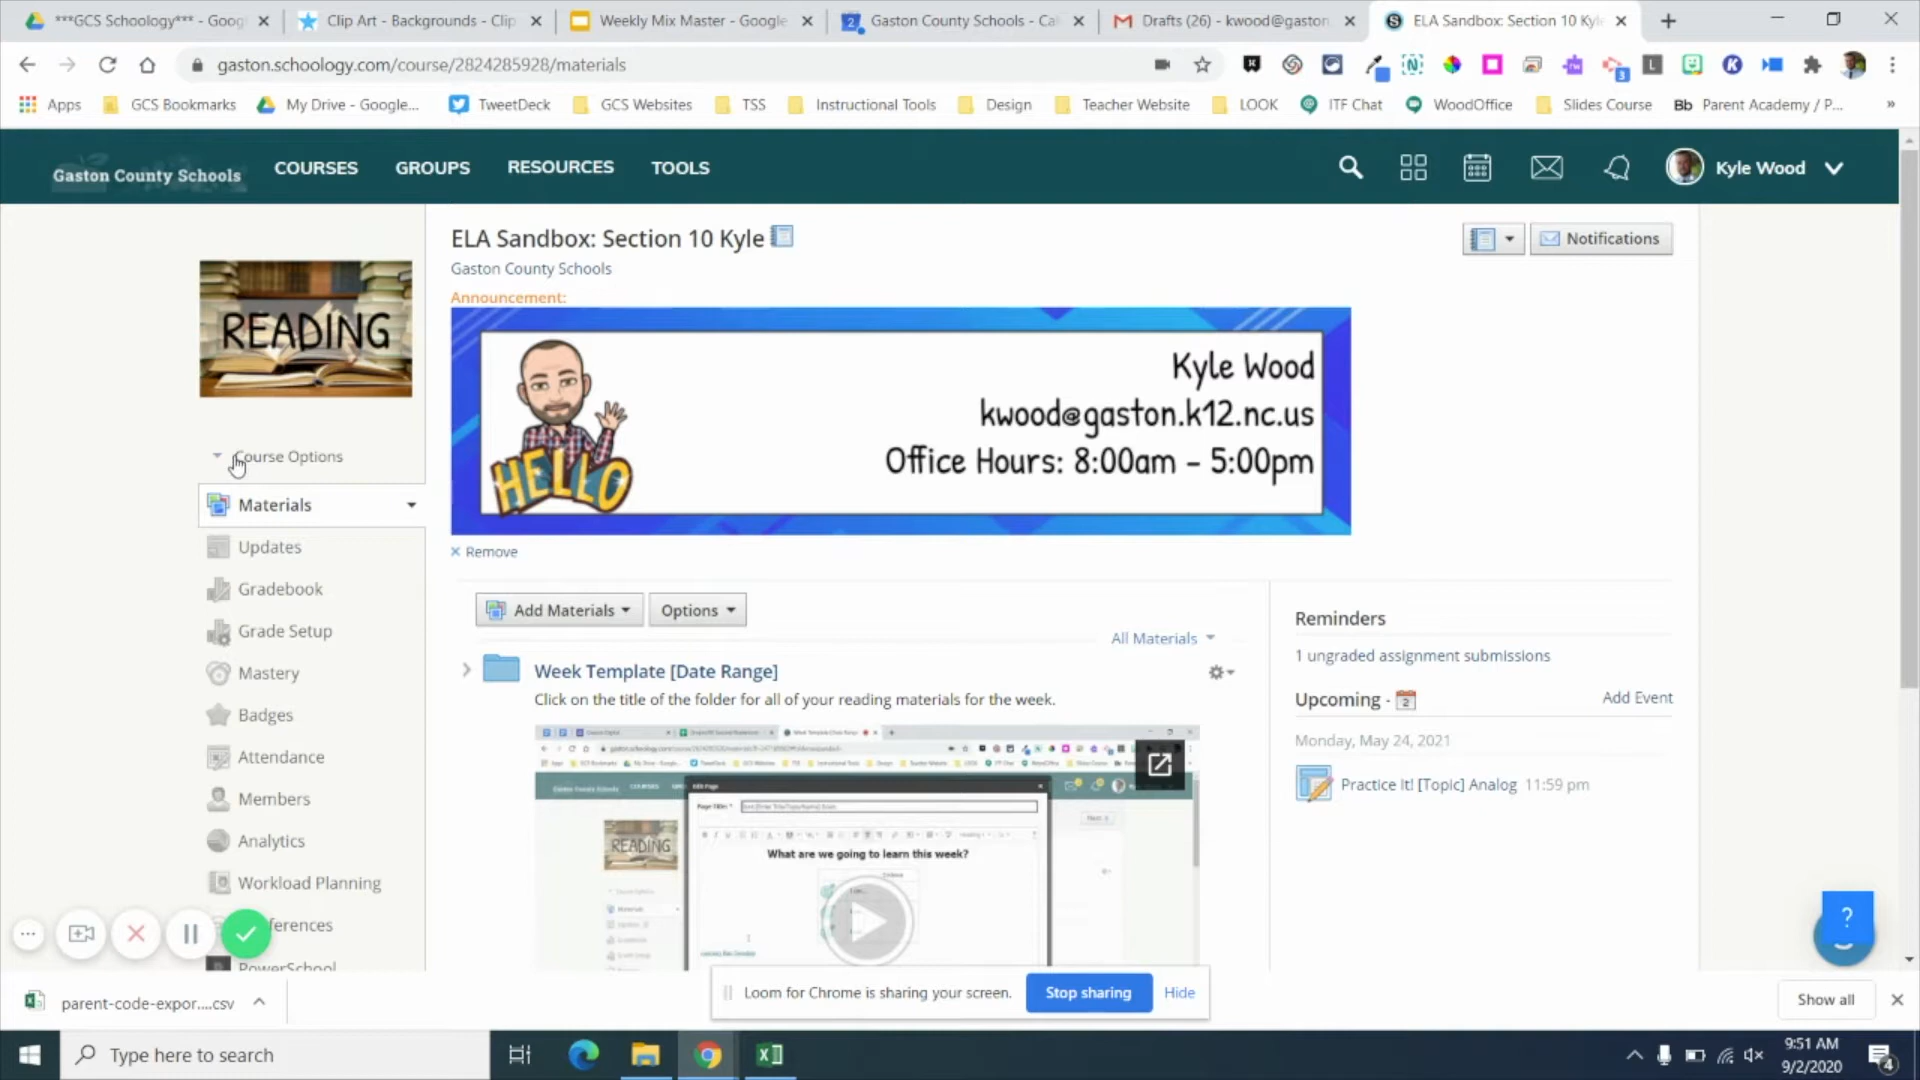 ***GCS Schoology*** - Goog
Clip Art - Backgrounds - Clip
Weekly Mix Master - Google
Gaston County Schools - Cal
Drafts (26) - kwood@gaston.
ELA Sandbox: Section 10 Kyle
gaston.schoology.com/course/2824285928/materials
Apps
GCS Bookmarks
My Drive - Google...
TweetDeck
GCS Websites
TSS
Instructional Tools
Design
Teacher Website
LOOK
ITF Chat
WoodOffice
Slides Course
Bb
Parent Academy / P...
»
Gaston County Schools
COURSES
GROUPS
RESOURCES
TOOLS
Kyle Wood
READING
ELA Sandbox: Section 10 Kyle
Gaston County Schools
Notifications
Announcement:
Kyle Wood
kwood@gaston.k12.nc.us
Office Hours: 8:00am - 5:00pm
HELLO
× Remove
Course Options
Materials
Updates
Gradebook
Grade Setup
Mastery
Badges
Attendance
Members
Analytics
Workload Planning
ferences
PowerSchool
Add Materials
Options
All Materials
Week Template [Date Range]
Click on the title of the folder for all of your reading materials for the week.
READING
What are we going to learn this week?
Reminders
1 ungraded assignment submissions
Upcoming - 2
Add Event
Monday, May 24, 2021
Practice It! [Topic] Analog 11:59 pm
?
Loom for Chrome is sharing your screen.
Stop sharing
Hide
parent-code-expor....csv
Show all
Type here to search
9:51 AM
9/2/2020
4